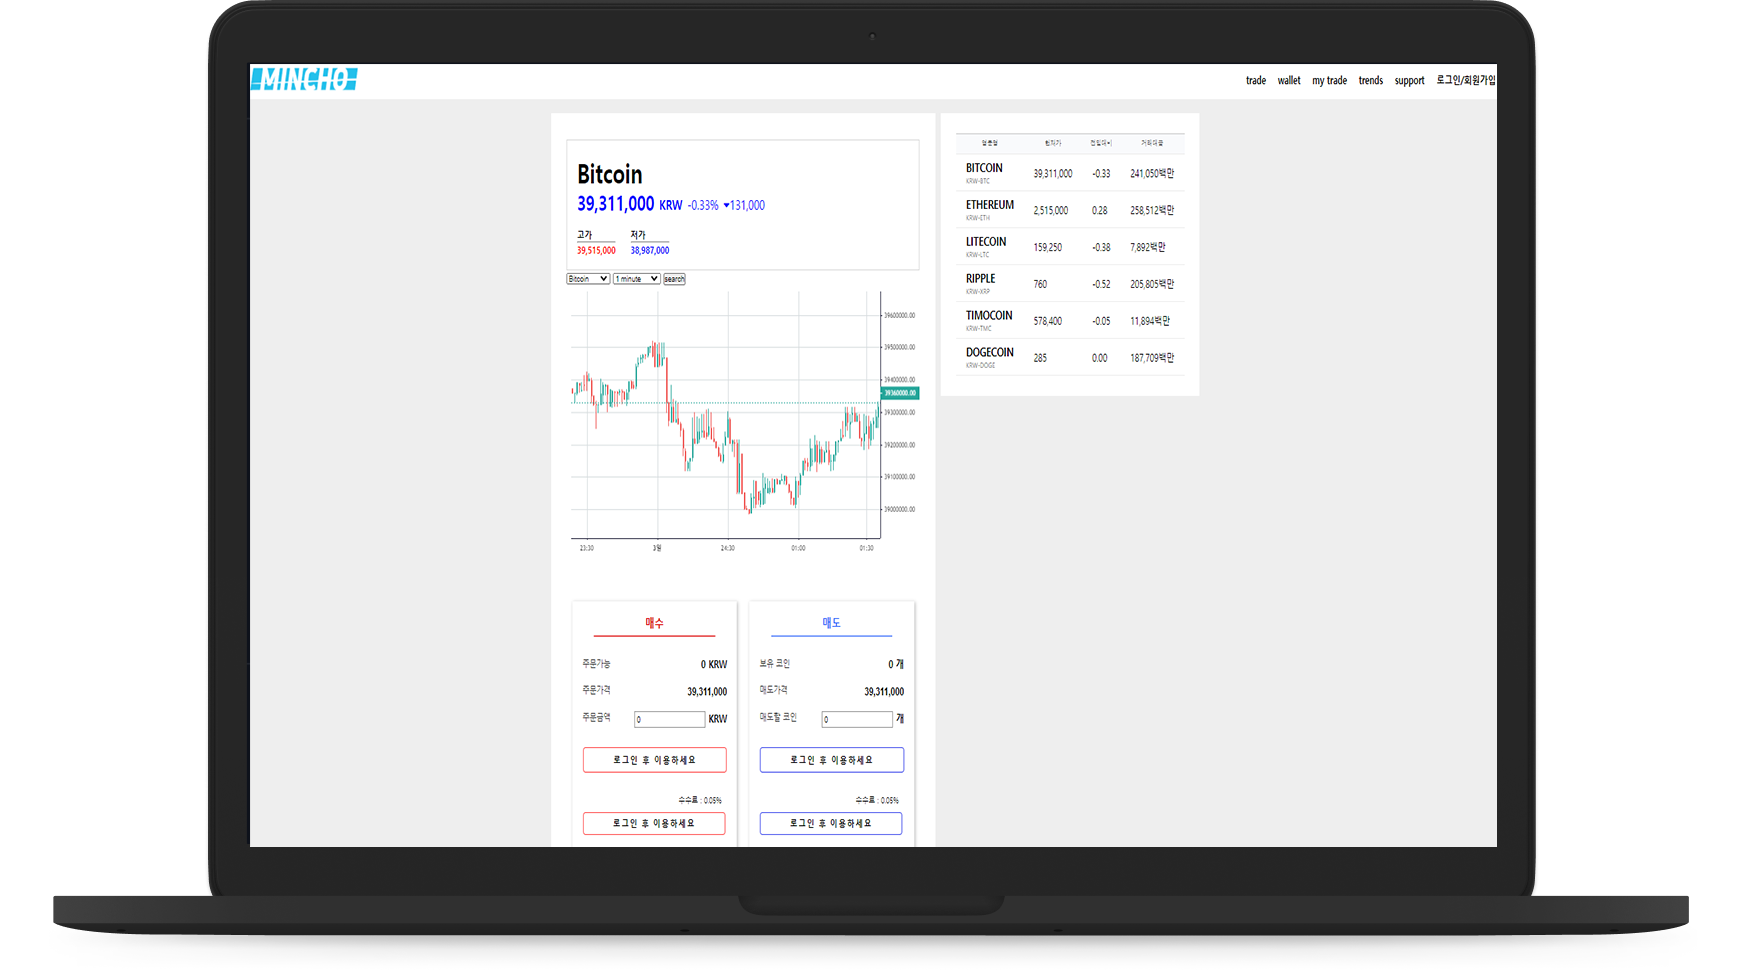 MINCHO
trade wallet my trade trends support 로그인/회원가입
Bitcoin
39,311,000 KRW -0.33% ▼131,000
고가 저가
39,515,000 38,987,000
Bitcoin 1 minute search
39600000.00
39500000.00
39400000.00
39360000.00
39300000.00
39200000.00
39100000.00
39000000.00
23:30 3월 24:30 01:00 01:30
현재가 전일대비 거래대금
BITCOIN 39,311,000 -0.33 241,050백만
KRW-BTC
ETHEREUM 2,515,000 0.28 258,512백만
KRW-ETH
LITECOIN 159,250 -0.38 7,892백만
KRW-LTC
RIPPLE 760 -0.52 205,805백만
KRW-XRP
TIMOCOIN 578,400 -0.05 11,894백만
KRW-TMC
DOGECOIN 285 0.00 187,709백만
KRW-DOGE
매수
주문가능 0 KRW
주문가격 39,311,000
주문금액 0 KRW
로그인 후 이용하세요
수수료 : 0.05%
로그인 후 이용하세요
매도
보유 코인 0 개
매도가격 39,311,000
매도할 코인 0 개
로그인 후 이용하세요
수수료 : 0.05%
로그인 후 이용하세요